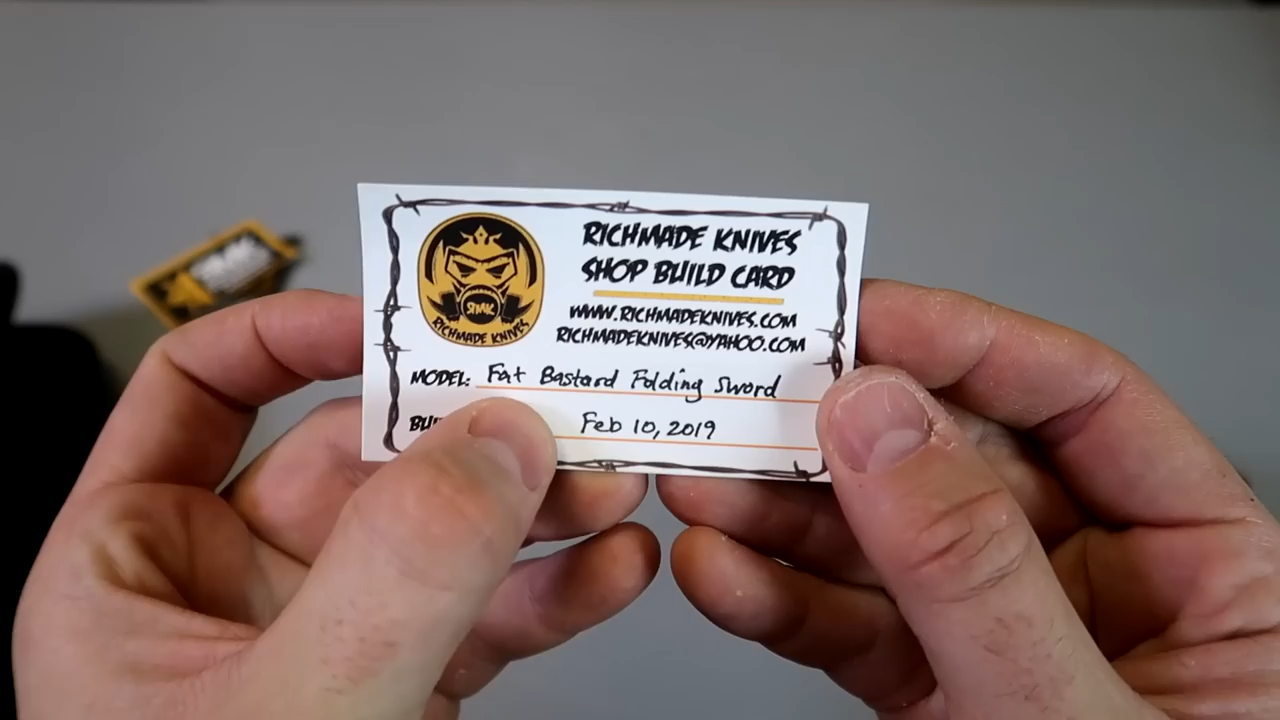 RICHMADE KNIVES
SHOP BUILD CARD
WWW.RICHMADEKNIVES.COM
RICHMADEKNIVES@YAHOO.COM
RMK
RICHMADE KNIVES
MODEL: Fat Bastard Folding Sword
Feb 10, 2019